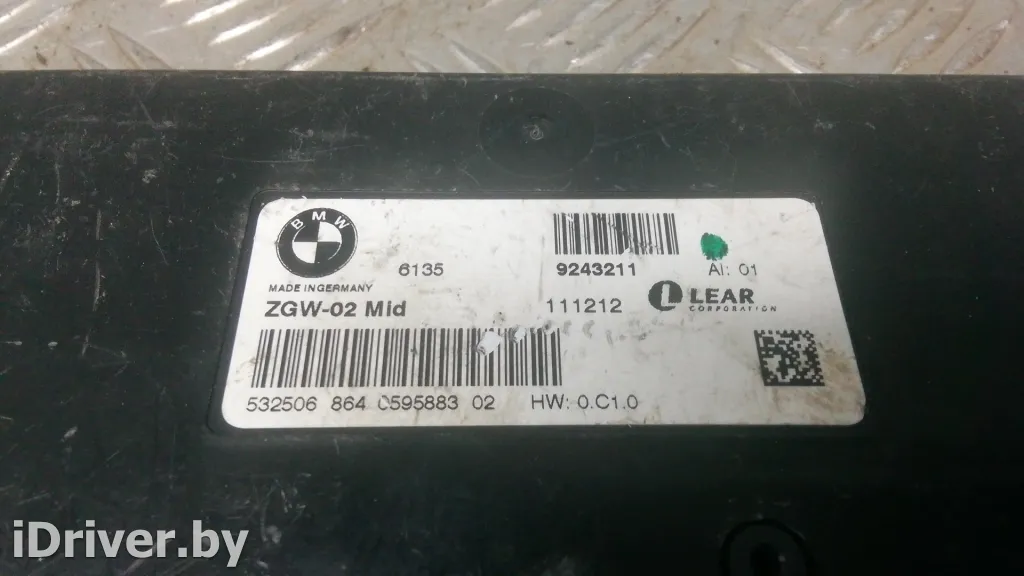 BMW
6135
9243211
AI: 01
MADE IN GERMANY
ZGW-02 Mid
111212
LEAR
CORPORATION
532506 864 0595883 02 HW: 0.C1.0
iDriver.by